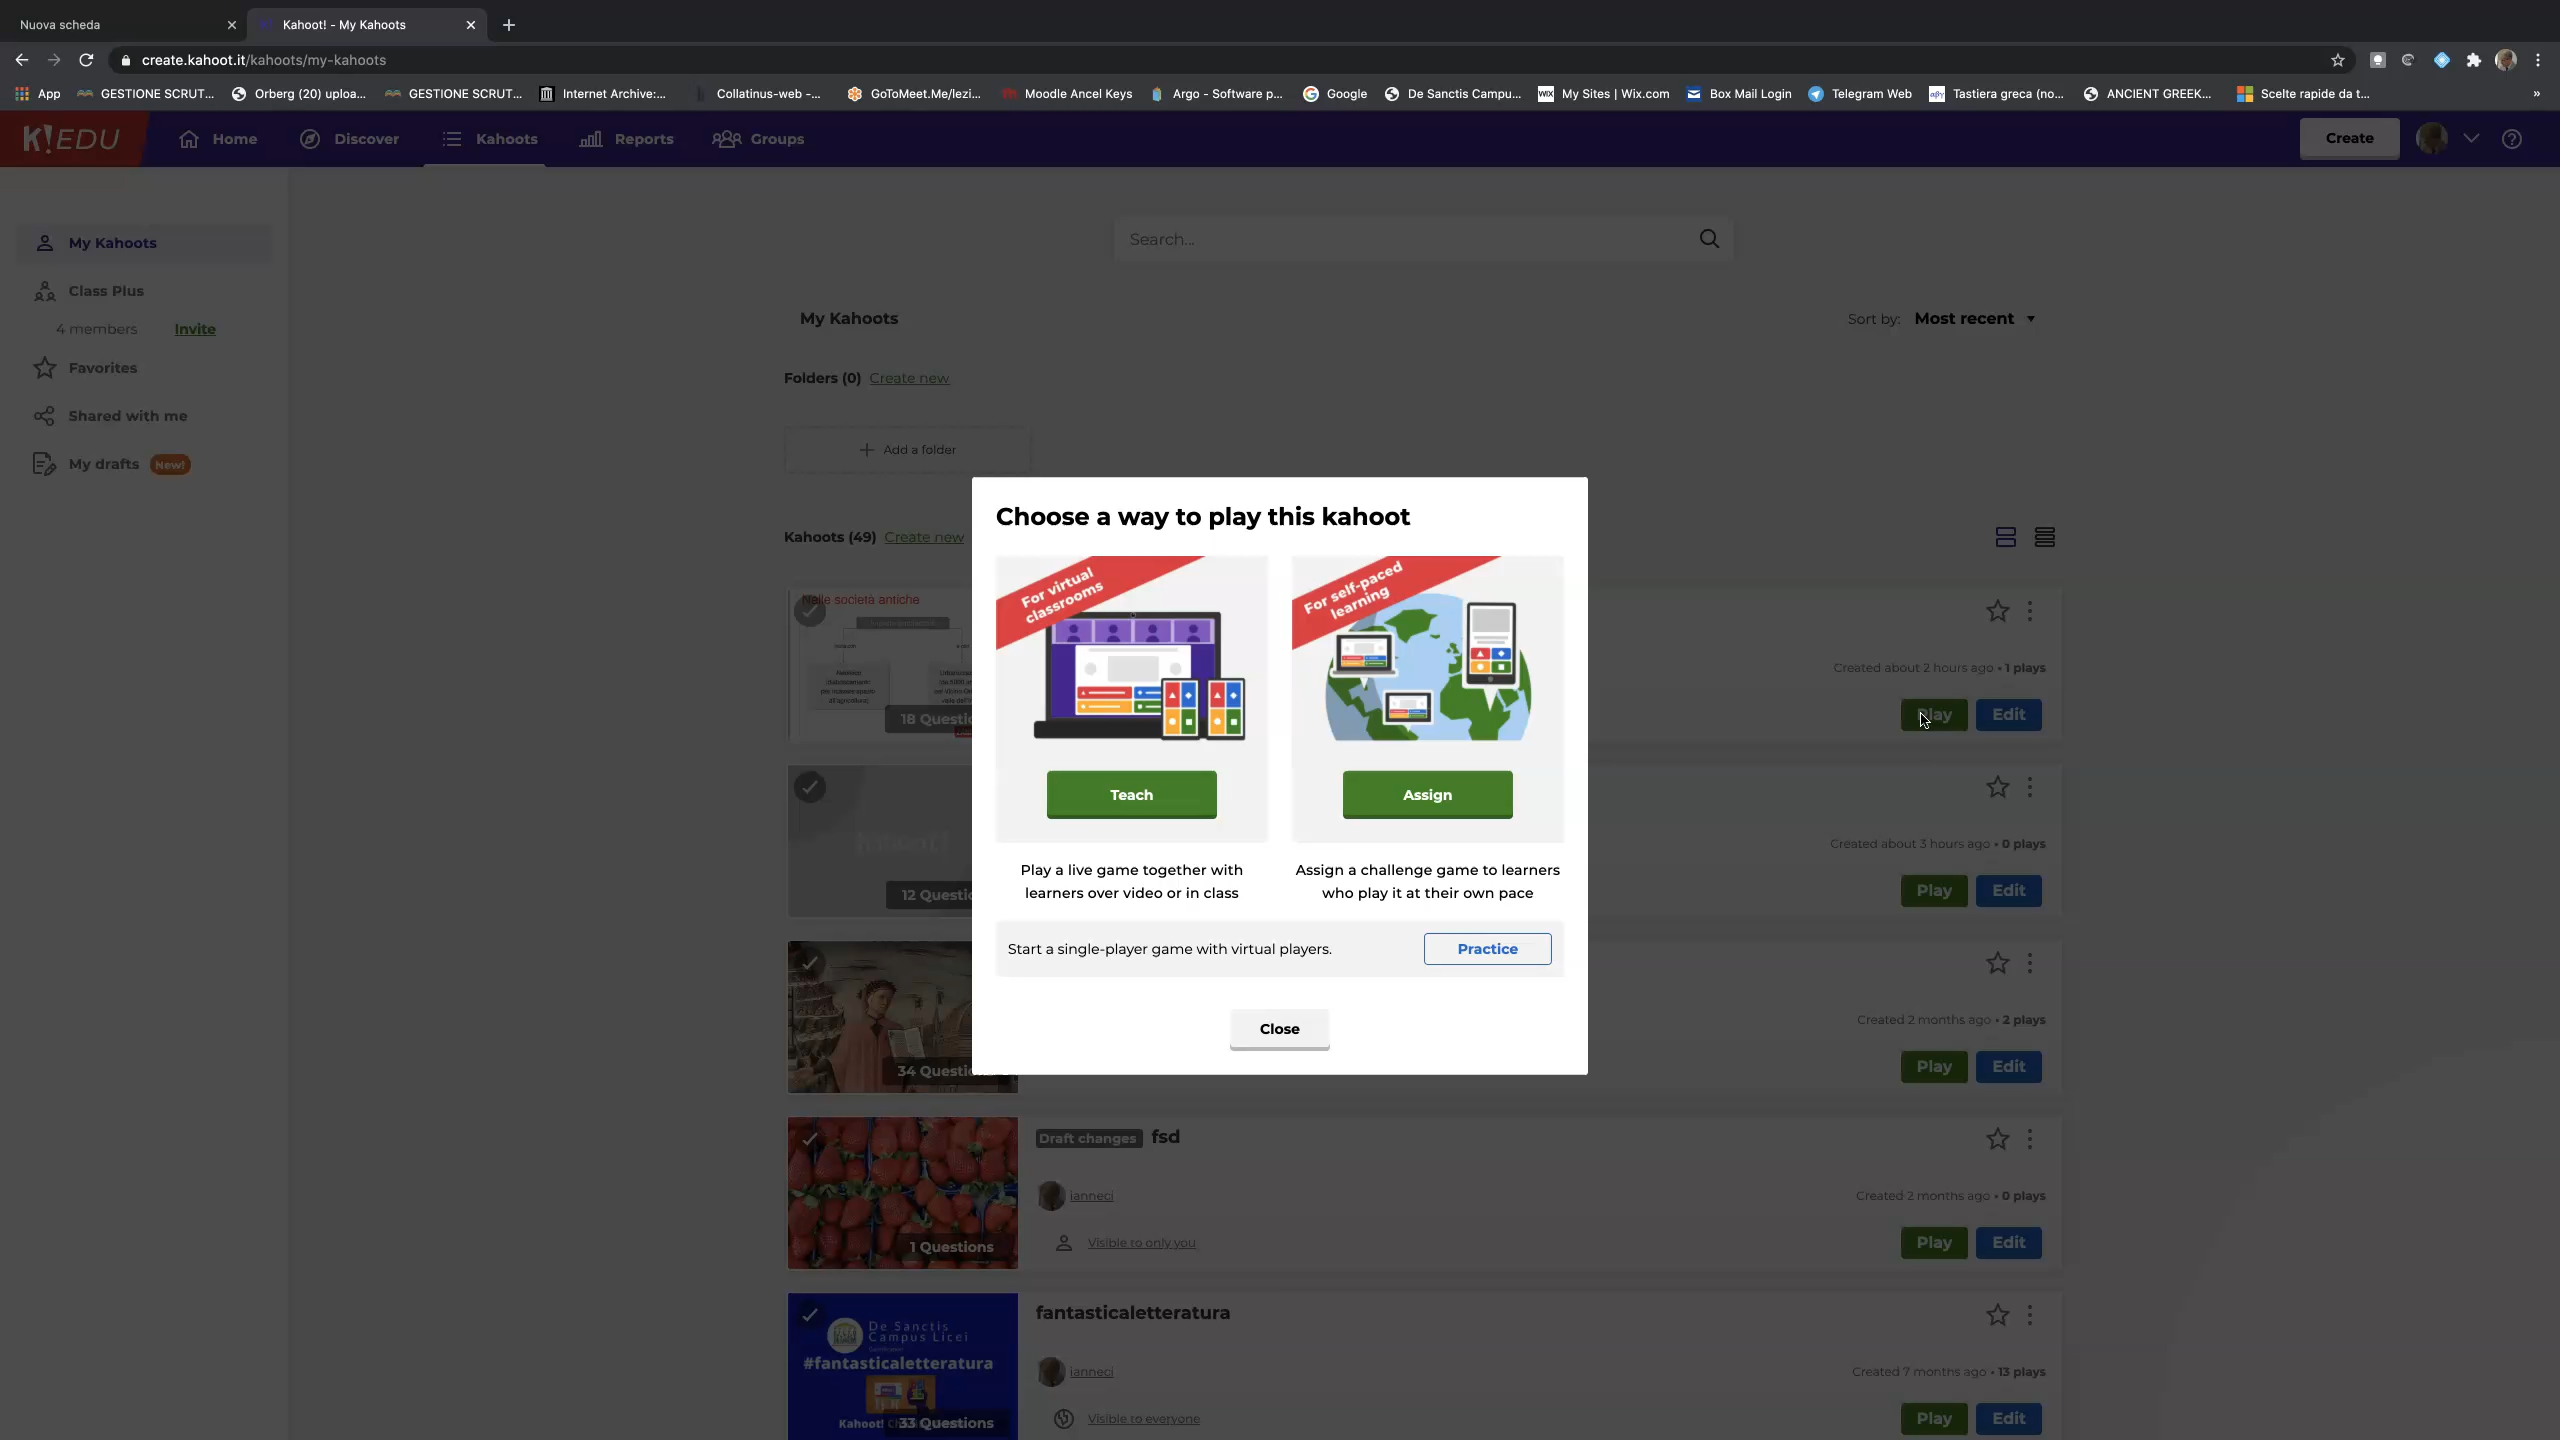 Nuova scheda
Kahoot! - My Kahoots
create.kahoot.it/kahoots/my-kahoots
App
GESTIONE SCRUT...
Orberg (20) uploa...
GESTIONE SCRUT...
Internet Archive:...
Collatinus-web -...
GoToMeet.Me/lezi...
Moodle Ancel Keys
Argo - Software p...
Google
De Sanctis Campu...
My Sites | Wix.com
Box Mail Login
Telegram Web
Tastiera greca (no...
ANCIENT GREEK...
Scelte rapide da t...
K!EDU
Home
Discover
Kahoots
Reports
Groups
Create
My Kahoots
Class Plus
4 members
Invite
Favorites
Shared with me
My drafts
New!
Search...
My Kahoots
Sort by: Most recent
Folders (0) Create new
Add a folder
Kahoots (49) Create new
Nelle società antiche
18 Questio
Created about 2 hours ago • 1 plays
Play
Edit
Kahoot!
12 Questio
Created about 3 hours ago • 0 plays
Play
Edit
34 Questions
Created 2 months ago • 2 plays
Play
Edit
1 Questions
Draft changes fsd
ianneci
Visible to only you
Created 2 months ago • 0 plays
Play
Edit
De Sanctis
Campus Licei
#fantasticaletteratura
33 Questions
fantasticaletteratura
ianneci
Visible to everyone
Created 7 months ago • 13 plays
Play
Edit
Choose a way to play this kahoot
For virtual
classrooms
Teach
Play a live game together with
learners over video or in class
For self-paced
learning
Assign
Assign a challenge game to learners
who play it at their own pace
Start a single-player game with virtual players.
Practice
Close